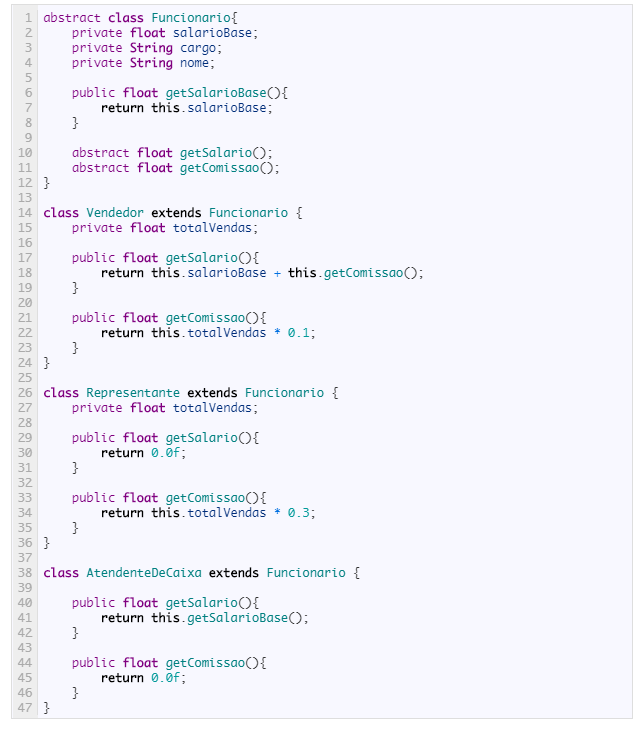 1 abstract class Funcionario{
2     private float salarioBase;
3     private String cargo;
4     private String nome;
5
6     public float getSalarioBase(){
7         return this.salarioBase;
8     }
9
10     abstract float getSalario();
11     abstract float getComissao();
12 }
13
14 class Vendedor extends Funcionario {
15     private float totalVendas;
16
17     public float getSalario(){
18         return this.salarioBase + this.getComissao();
19     }
20
21     public float getComissao(){
22         return this.totalVendas * 0.1;
23     }
24 }
25
26 class Representante extends Funcionario {
27     private float totalVendas;
28
29     public float getSalario(){
30         return 0.0f;
31     }
32
33     public float getComissao(){
34         return this.totalVendas * 0.3;
35     }
36 }
37
38 class AtendenteDeCaixa extends Funcionario {
39
40     public float getSalario(){
41         return this.getSalarioBase();
42     }
43
44     public float getComissao(){
45         return 0.0f;
46     }
47 }